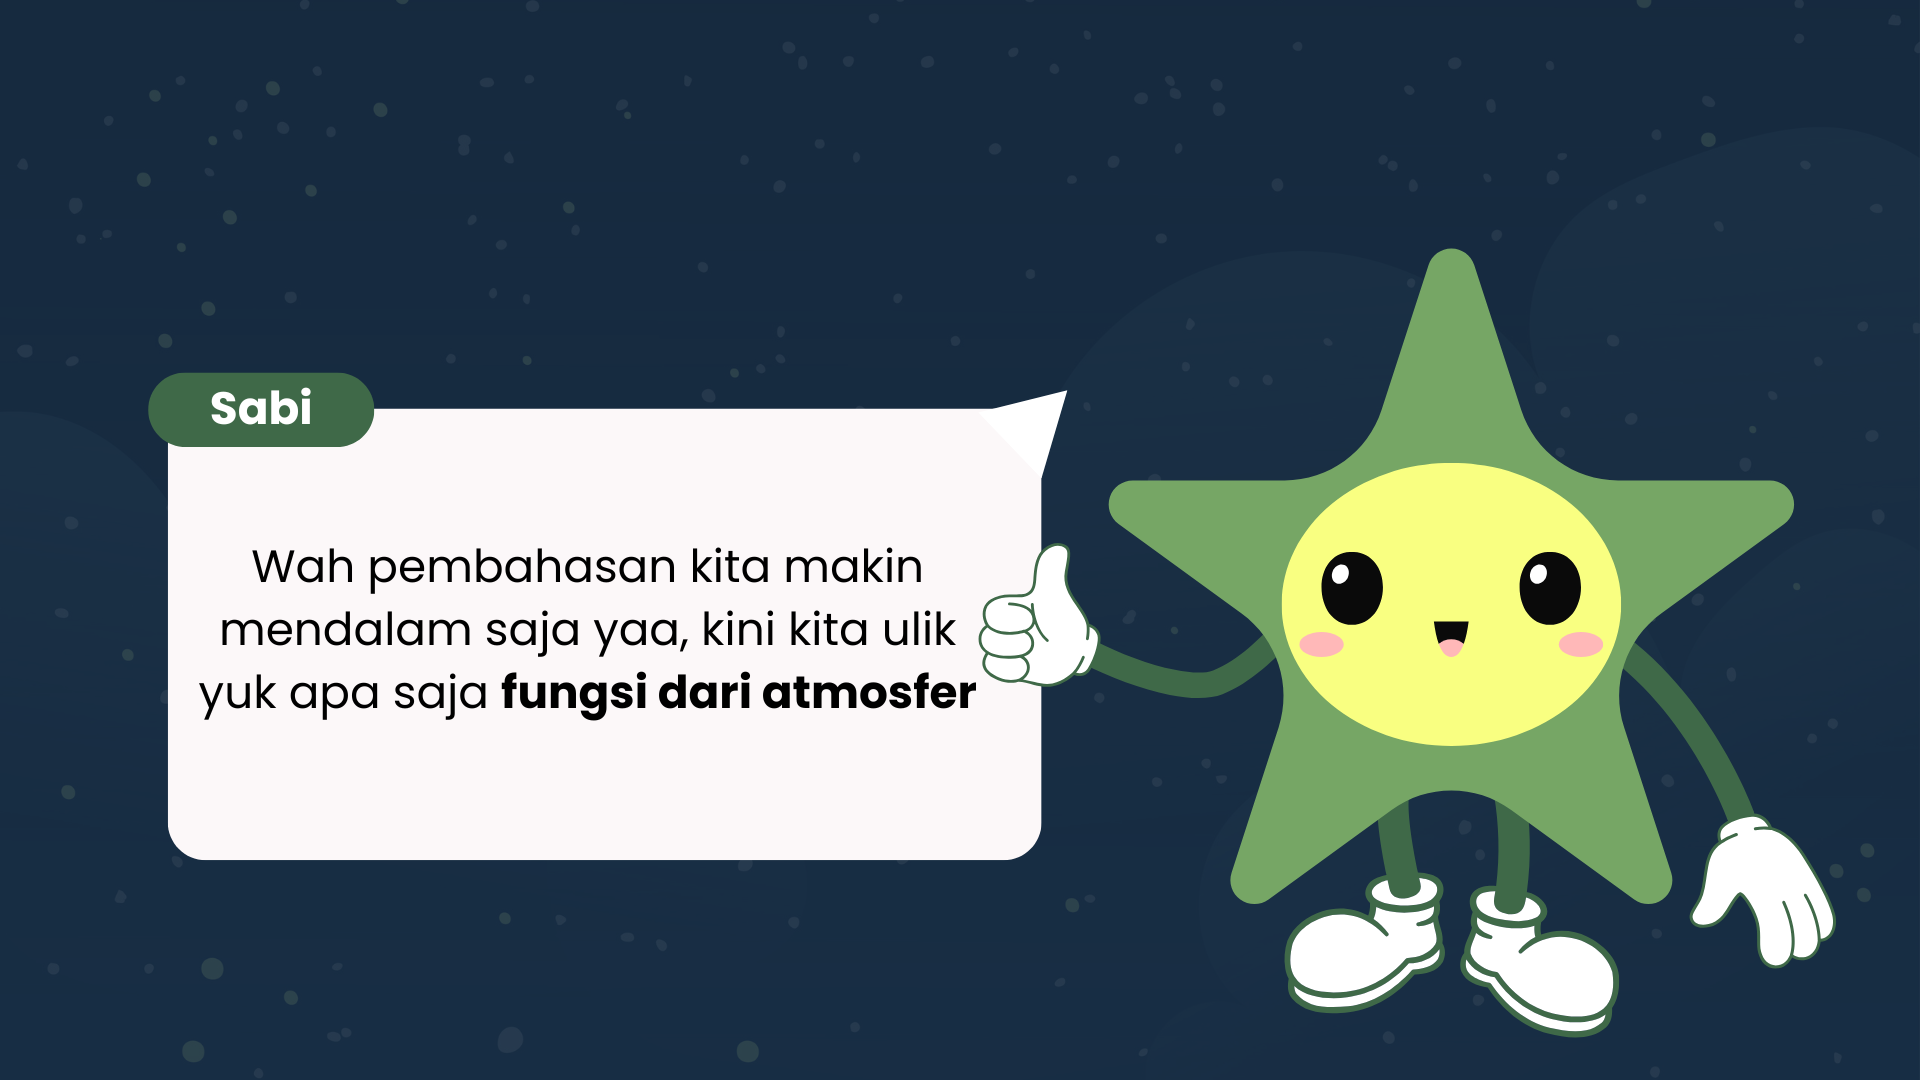 Sabi
Wah pembahasan kita makin
mendalam saja yaa, kini kita ulik
yuk apa saja fungsi dari atmosfer